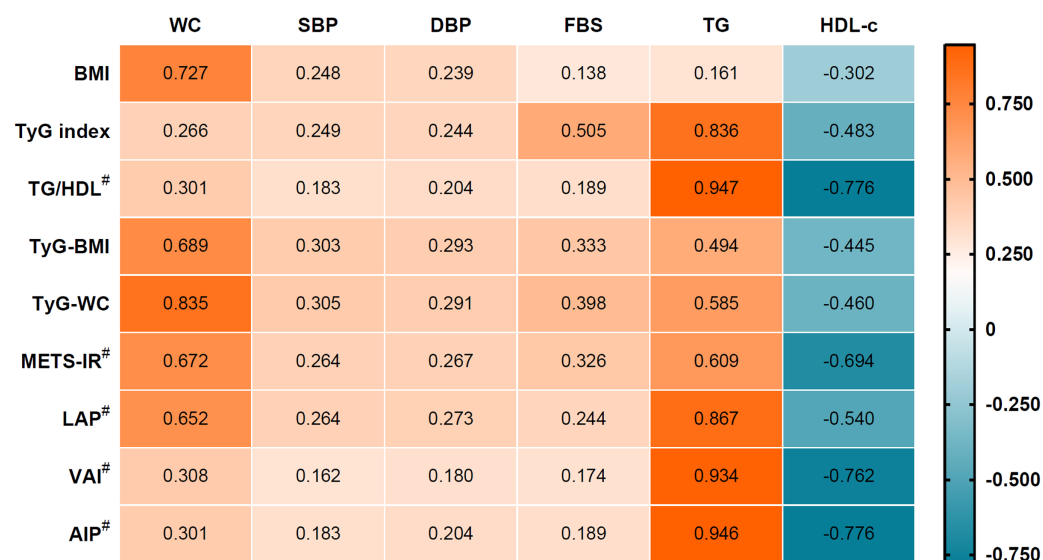 WC SBP DBP FBS TG HDL-c
BMI 0.727 0.248 0.239 0.138 0.161 -0.302
TyG index 0.266 0.249 0.244 0.505 0.836 -0.483
TG/HDL# 0.301 0.183 0.204 0.189 0.947 -0.776
TyG-BMI 0.689 0.303 0.293 0.333 0.494 -0.445
TyG-WC 0.835 0.305 0.291 0.398 0.585 -0.460
METS-IR# 0.672 0.264 0.267 0.326 0.609 -0.694
LAP# 0.652 0.264 0.273 0.244 0.867 -0.540
VAI# 0.308 0.162 0.180 0.174 0.934 -0.762
AIP# 0.301 0.183 0.204 0.189 0.946 -0.776
0.750
0.500
0.250
0
-0.250
-0.500
-0.750